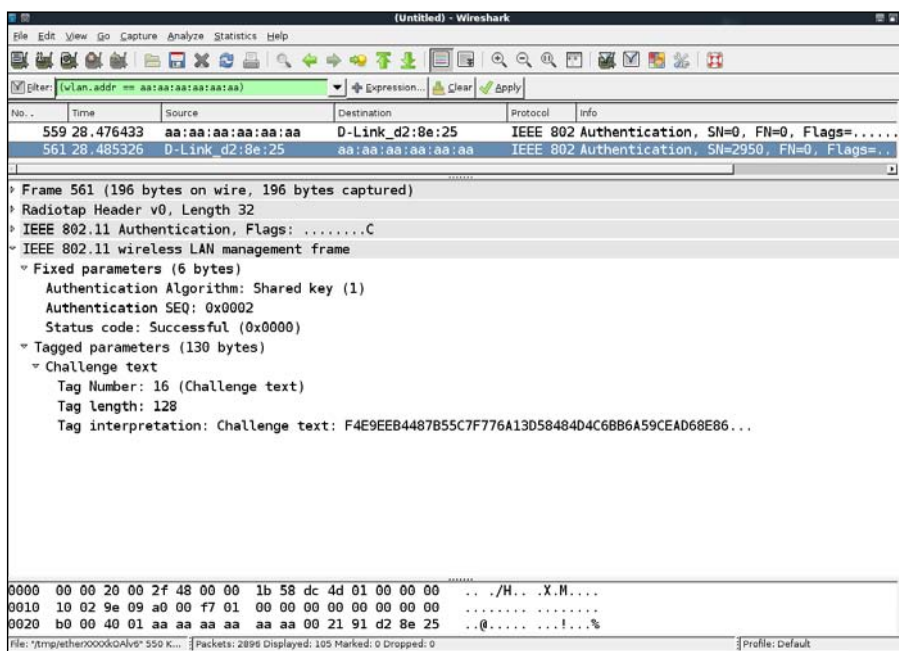 (Untitled) - Wireshark
File Edit View Go Capture Analyze Statistics Help
Filter: (wlan.addr == aa:aa:aa:aa:aa:aa) Expression... Clear Apply
No.. Time Source Destination Protocol Info
559 28.476433 aa:aa:aa:aa:aa:aa D-Link_d2:8e:25 IEEE 802 Authentication, SN=0, FN=0, Flags=......
561 28.485326 D-Link_d2:8e:25 aa:aa:aa:aa:aa:aa IEEE 802 Authentication, SN=2950, FN=0, Flags=..
Frame 561 (196 bytes on wire, 196 bytes captured)
Radiotap Header v0, Length 32
IEEE 802.11 Authentication, Flags: ........C
IEEE 802.11 wireless LAN management frame
Fixed parameters (6 bytes)
Authentication Algorithm: Shared key (1)
Authentication SEQ: 0x0002
Status code: Successful (0x0000)
Tagged parameters (130 bytes)
Challenge text
Tag Number: 16 (Challenge text)
Tag length: 128
Tag interpretation: Challenge text: F4E9EEB4487B55C7F776A13D58484D4C6BB6A59CEAD68E86...
0000 00 00 20 00 2f 48 00 00 1b 58 dc 4d 01 00 00 00 .. ./H.. .X.M....
0010 10 02 9e 09 a0 00 f7 01 00 00 00 00 00 00 00 00 ........ ........
0020 b0 00 40 01 aa aa aa aa aa aa 00 21 91 d2 8e 25 ..@..... ...!...%
File: "/tmp/etherXXXXkOAlv6" 550 K... Packets: 2896 Displayed: 105 Marked: 0 Dropped: 0 Profile: Default